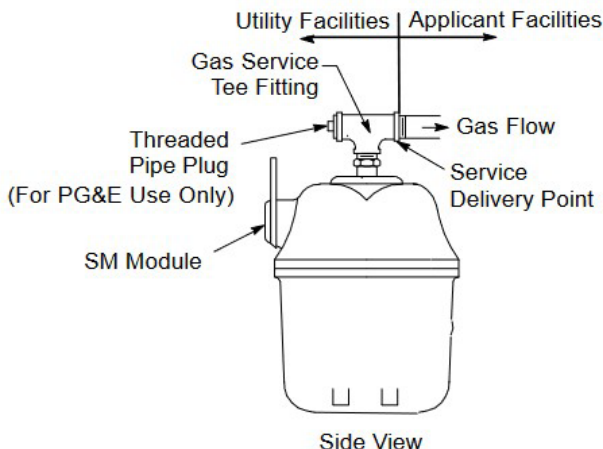 Utility Facilities
Applicant Facilities
Gas Service
Tee Fitting
Gas Flow
Threaded
Pipe Plug
(For PG&E Use Only)
Service
Delivery Point
SM Module
Side View